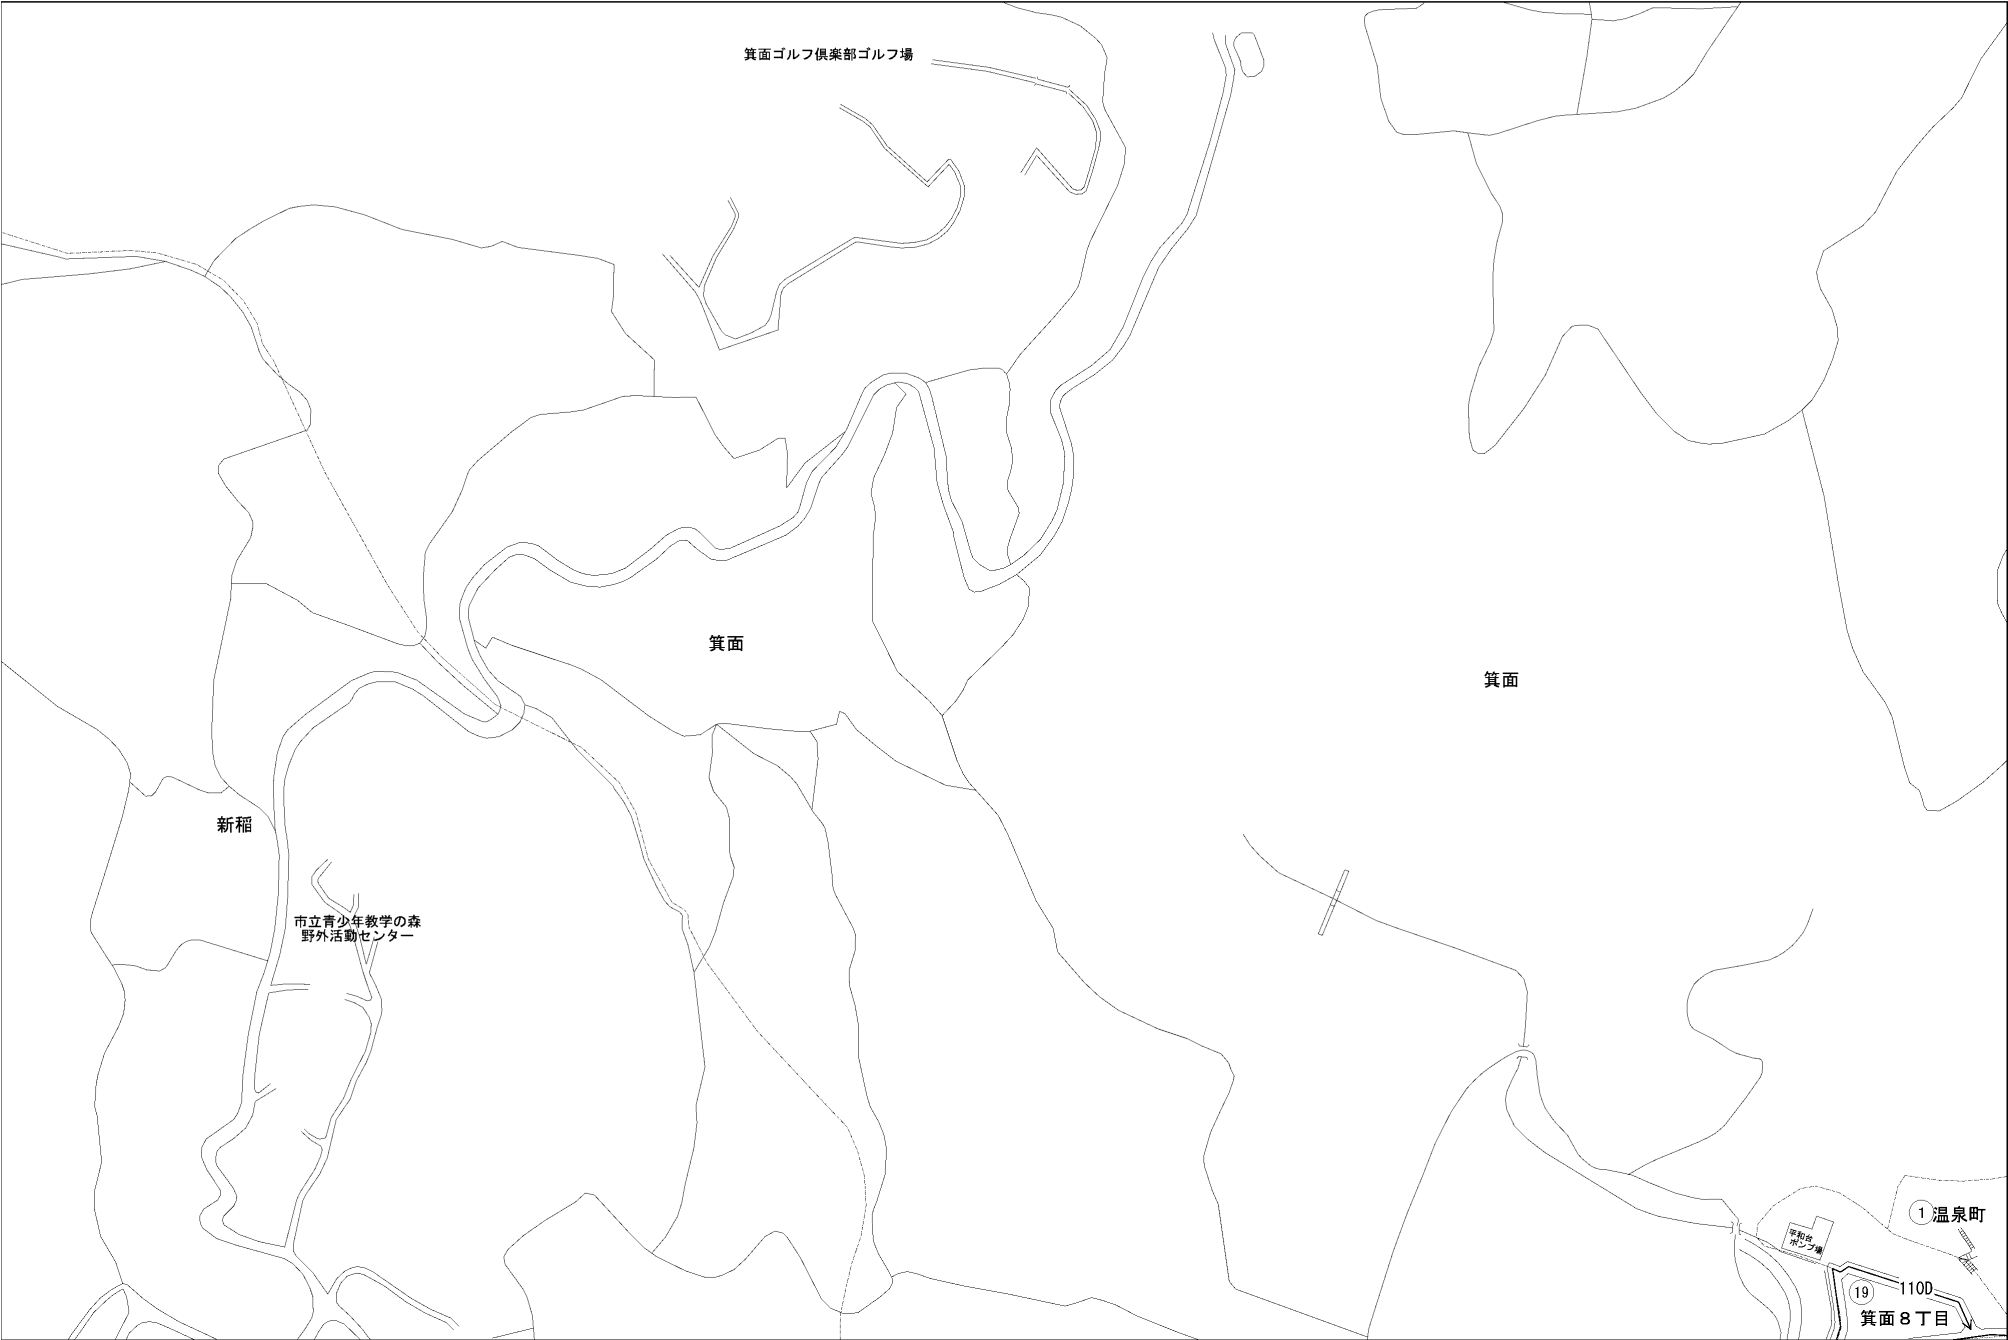 箕面ゴルフ倶楽部ゴルフ場
箕面
箕面
新稲
市立青少年教学の森
野外活動センター
1 温泉町
平和台
ポンプ場
110D
19
箕面8丁目